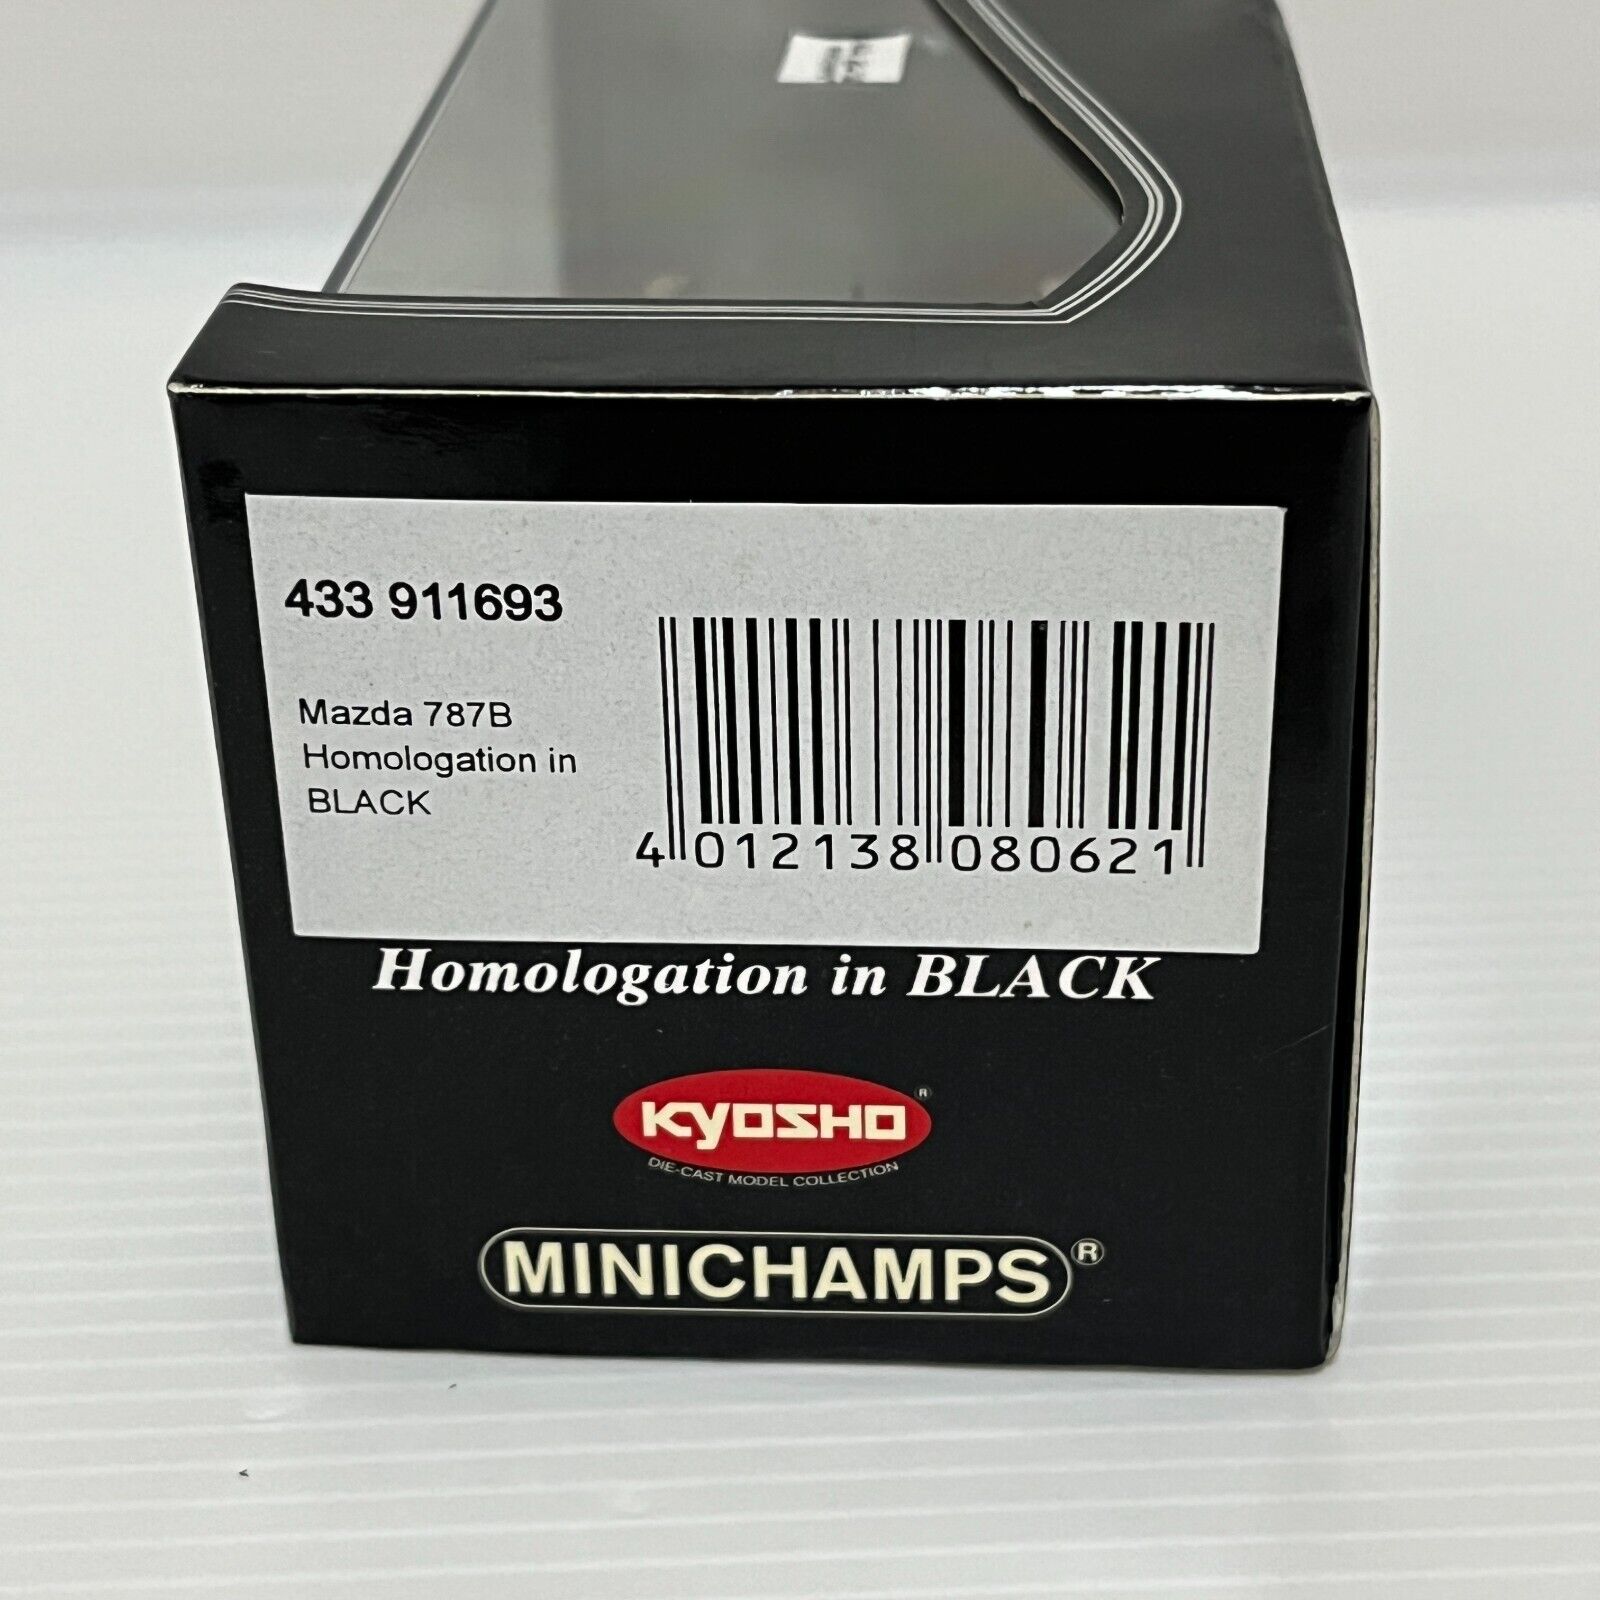 433 911693
Mazda 787B
Homologation in
BLACK
4 012138 080621
Homologation in BLACK
KYOSHO ®
DIE-CAST MODEL COLLECTION
MINICHAMPS ®